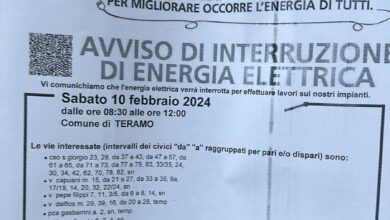 PER MIGLIORARE OCCORRE L'ENERGIA DI TUTTI.
AVVISO DI INTERRUZIONE
DI ENERGIA ELETTRICA
Vi comunichiamo che l'energia elettrica verrà interrotta per effettuare lavori sui nostri impianti.
Sabato 10 febbraio 2024
dalle ore 08:30 alle ore 12:00
Comune di TERAMO
Le vie interessate (intervalli dei civici "da" "a" raggruppati per pari e/o dispari) sono:
cso s.giorgio 23, 29, da 37 a 43, da 47 a 57, da
61 a 65, da 71 a 73, da 77 a 79, 83, 33/35, 24,
30, 34, 42, 62, 70, 78, 82, sn
v capuani m. 15, da 21 a 27, da 33 a 35, 9a,
17/19, 14, 20, 32, 22/24, sn
v pepe filippi 7, 11, 3/5, da 6 a 8, 14, sn
v delfico m. 29, 39, 16, da 20 a 28, temp
pza gasbarrini a. 2, sn, temp